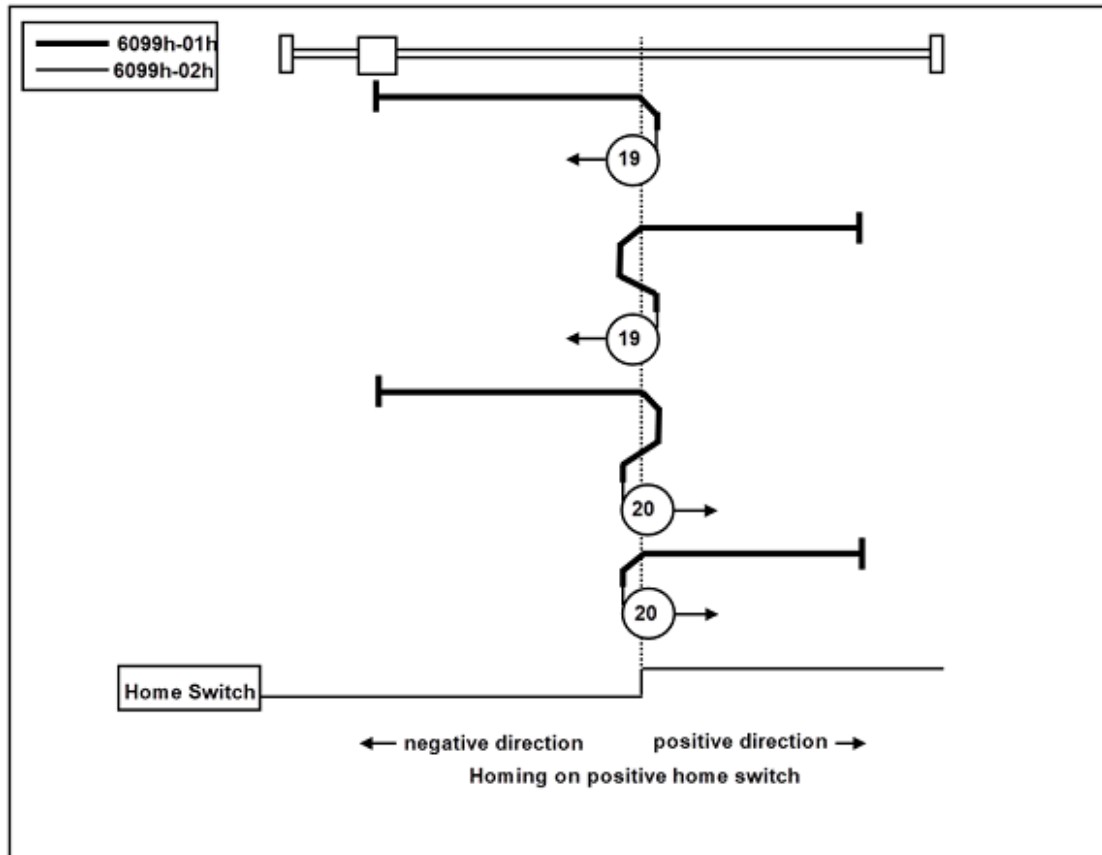 6099h-01h
6099h-02h
19
19
20
20
Home Switch
negative direction positive direction
Homing on positive home switch